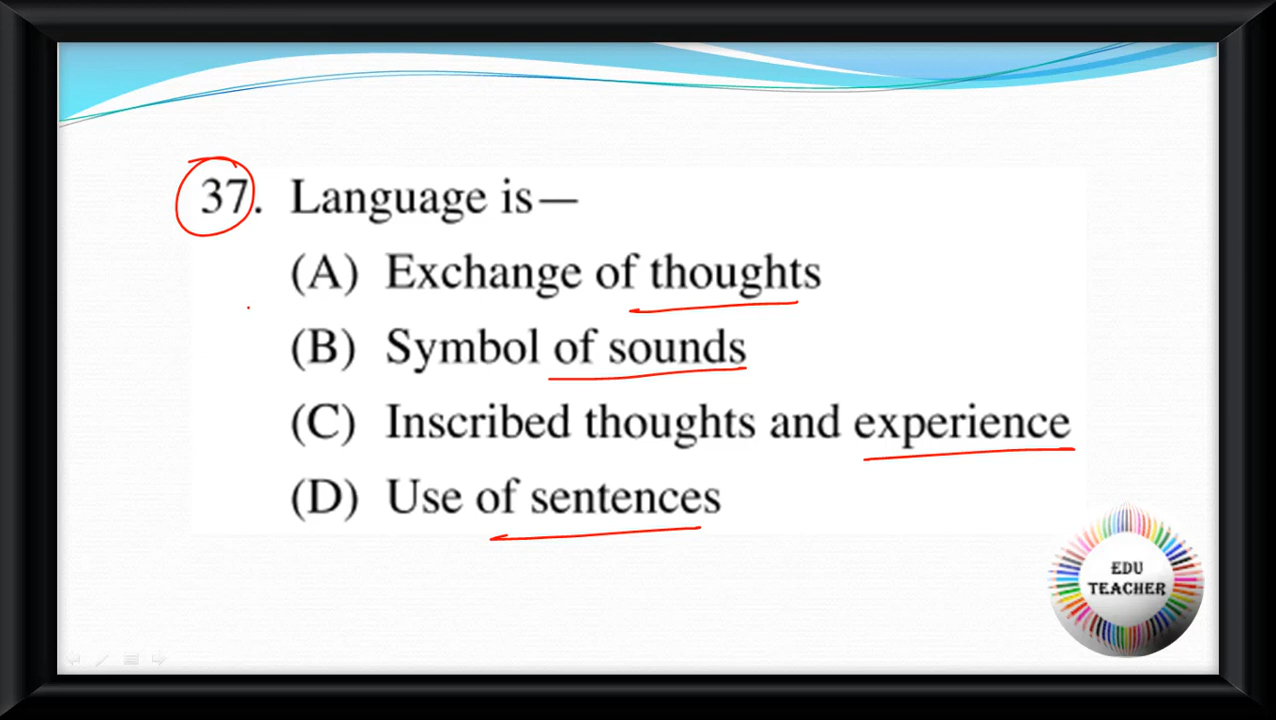 37. Language is—
(A) Exchange of thoughts
(B) Symbol of sounds
(C) Inscribed thoughts and experience
(D) Use of sentences
EDU
TEACHER